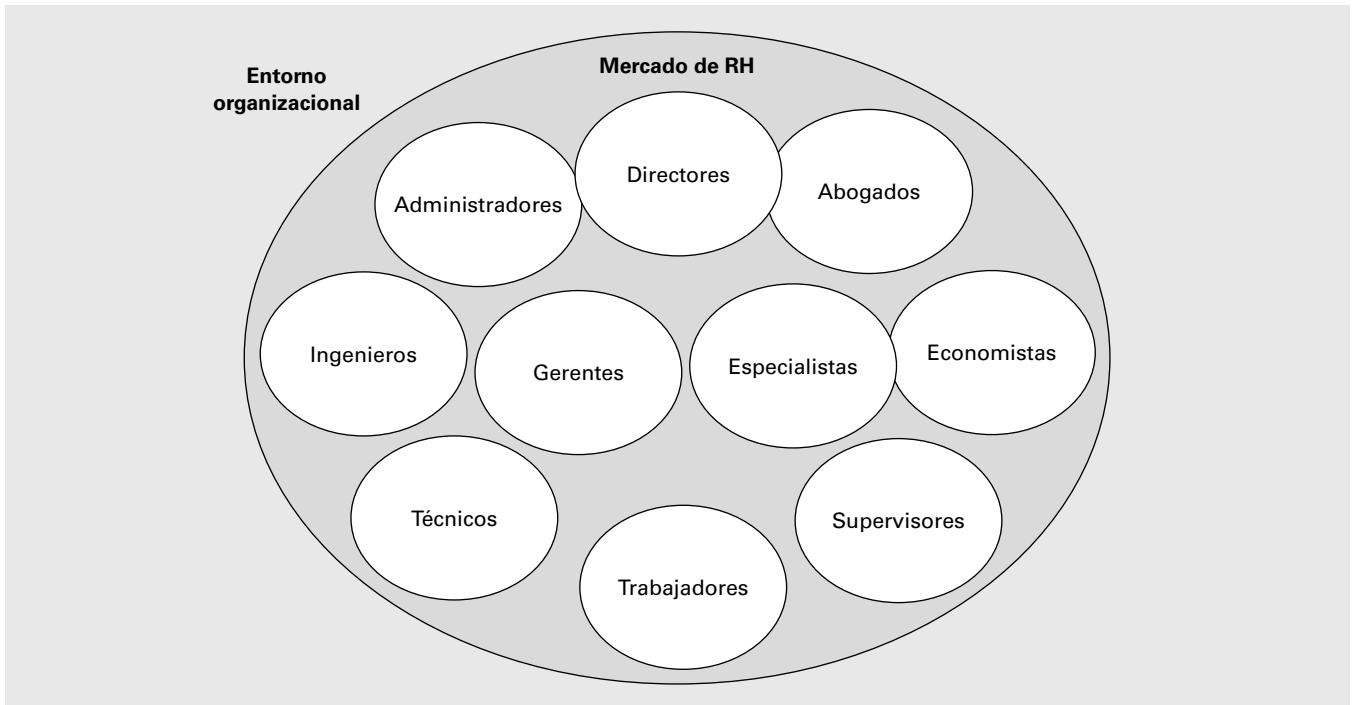 Entorno
organizacional
Mercado de RH
Directores
Administradores
Abogados
Ingenieros
Gerentes
Especialistas
Economistas
Técnicos
Supervisores
Trabajadores